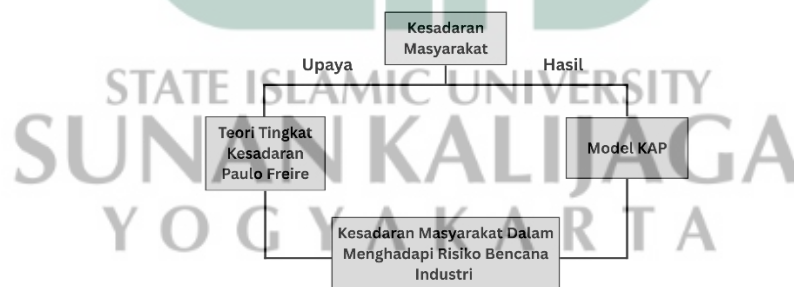 Kesadaran
Masyarakat
Upaya
Hasil
STATE ISLAMIC UNIVERSITY
Teori Tingkat
Kesadaran
Paulo Freire
Model KAP
SUNAN KALIJAGA
YOGYAKARTA
Kesadaran Masyarakat Dalam
Menghadapi Risiko Bencana
Industri